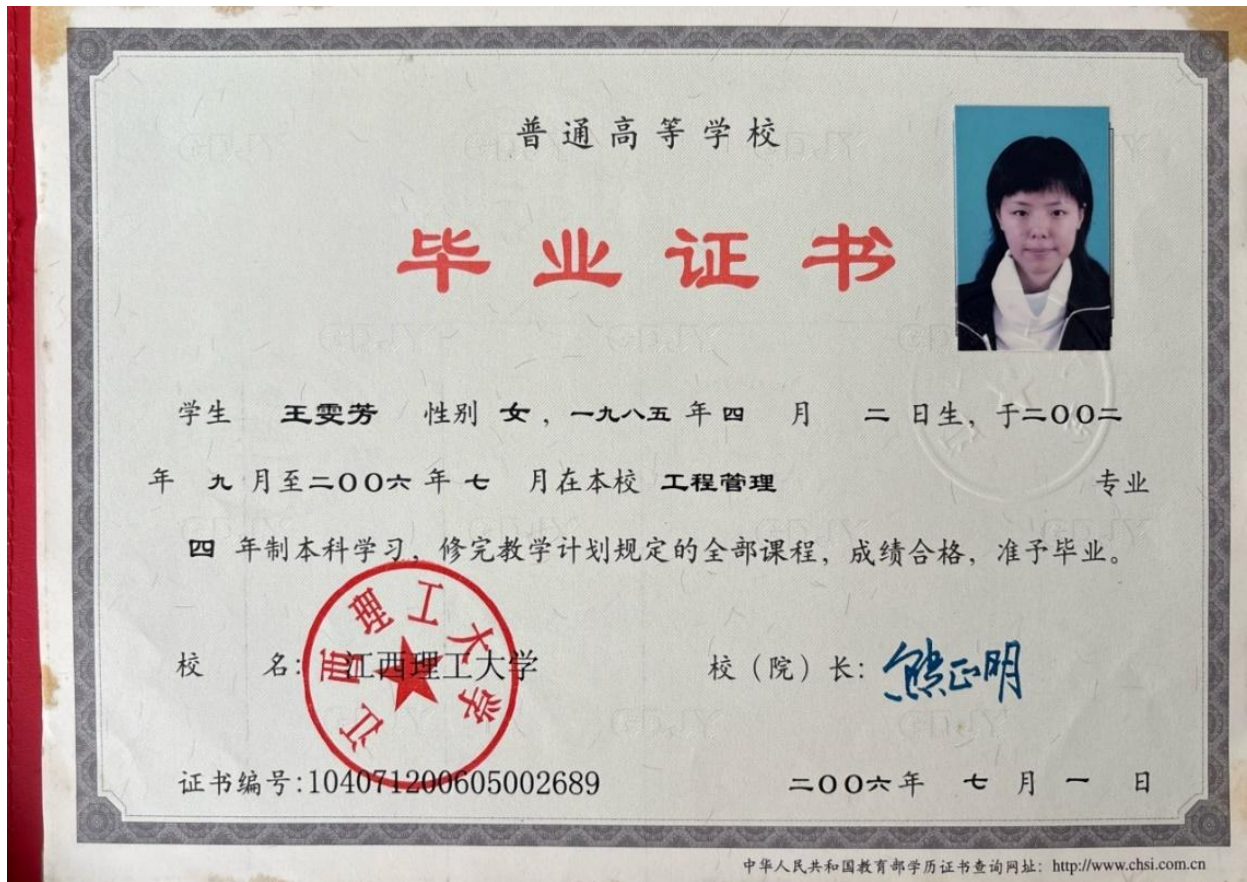 普通高等学校
毕业证书
学生 王雯芳 性别 女，一九八五 年 四 月 二 日生，于二〇〇二
年 九 月至二〇〇六 年 七 月在本校 工程管理 专业
四 年制本科学习，修完教学计划规定的全部课程，成绩合格，准予毕业。
校 名：江西理工大学 校（院）长：熊正明
江西理工大学
证书编号:104071200605002689 二〇〇六年 七 月 一 日
中华人民共和国教育部学历证书查询网址：http://www.chsi.com.cn